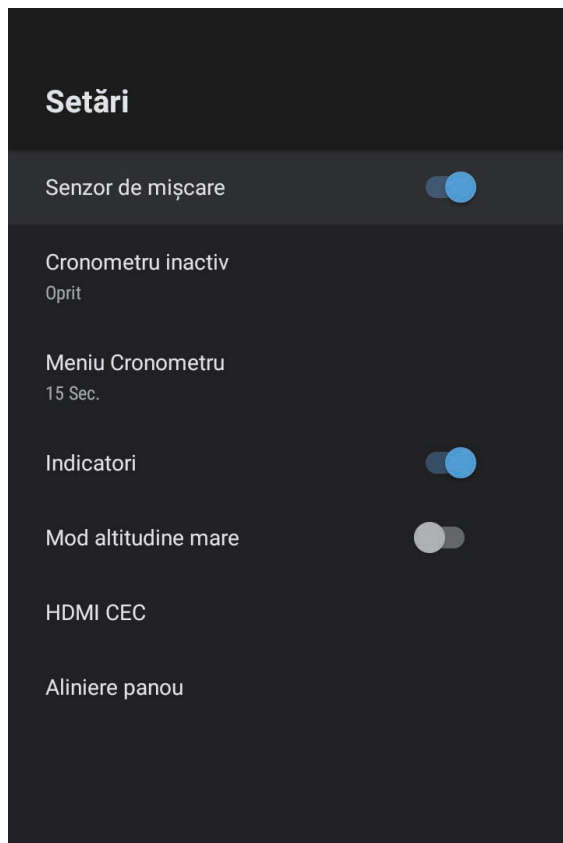 Setări
Senzor de mișcare
Cronometru inactiv
Oprit
Meniu Cronometru
15 Sec.
Indicatori
Mod altitudine mare
HDMI CEC
Aliniere panou